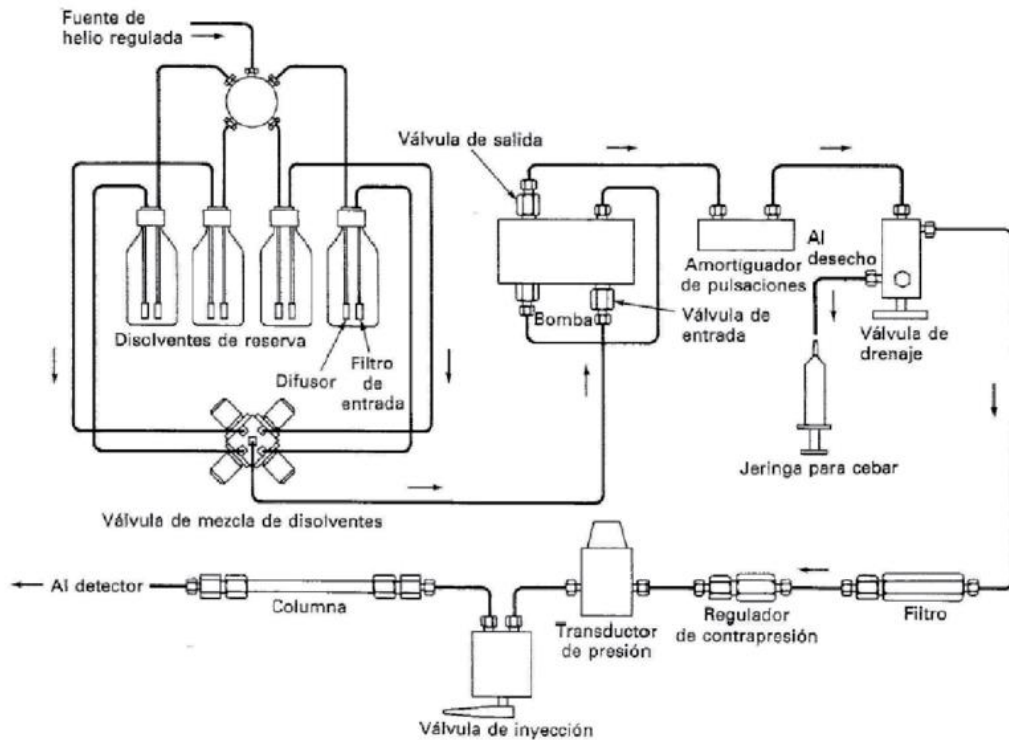 Fuente de
helio regulada
Válvula de salida
Al
desecho
Amortiguador
de pulsaciones
Válvula de
drenaje
Bomba
Válvula de
entrada
Disolventes de reserva
Difusor
Filtro
de
entrada
Jeringa para cebar
Válvula de mezcla de disolventes
Al detector
Columna
Transductor
de presión
Regulador
de contrapresión
Filtro
Válvula de inyección